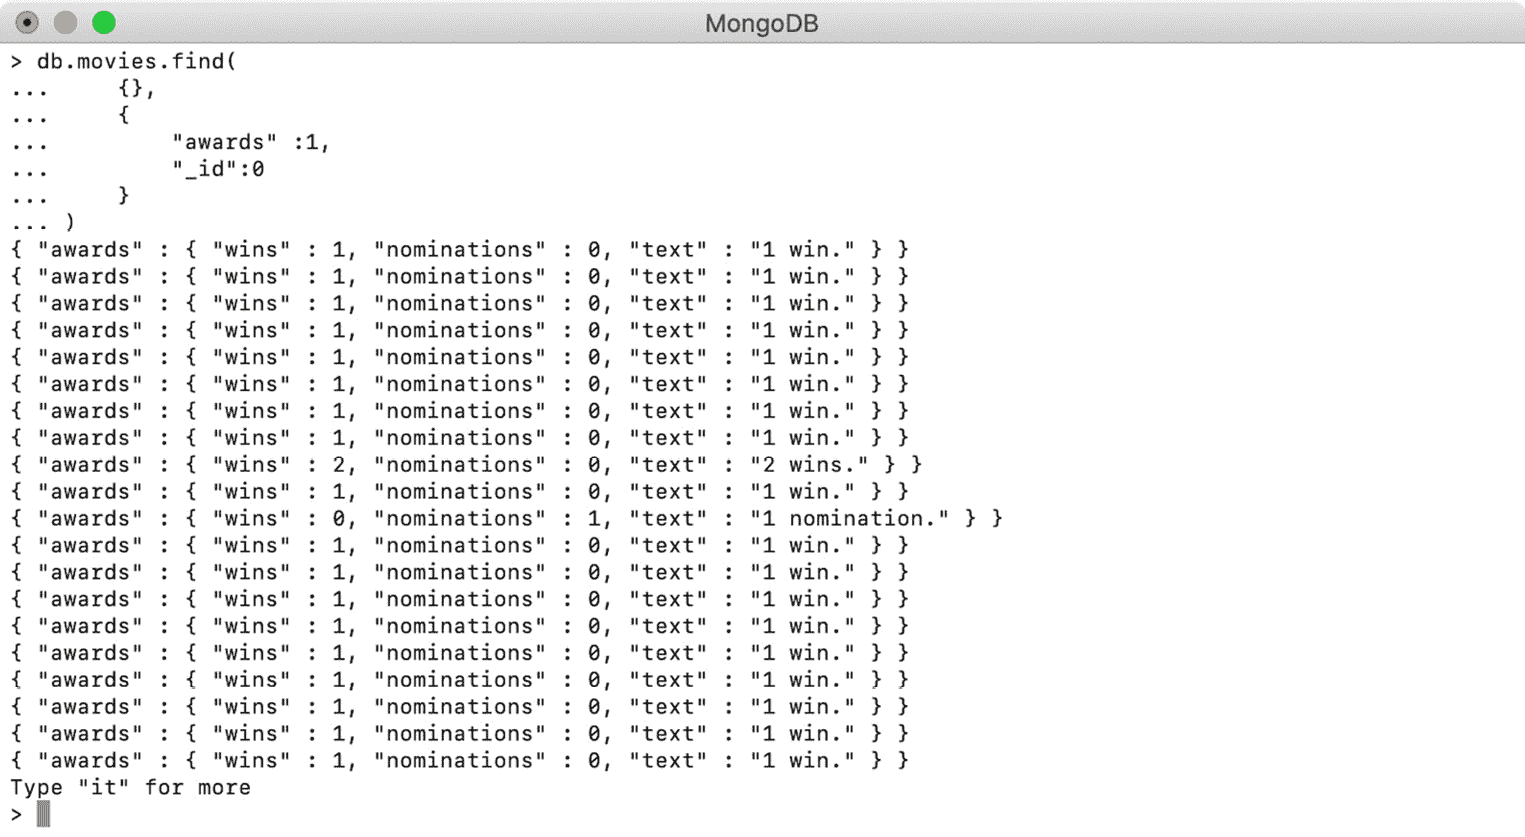 MongoDB
> db.movies.find(
...     {},
...     {
...         "awards" :1,
...         "_id":0
...     }
... )
{ "awards" : { "wins" : 1, "nominations" : 0, "text" : "1 win." } }
{ "awards" : { "wins" : 1, "nominations" : 0, "text" : "1 win." } }
{ "awards" : { "wins" : 1, "nominations" : 0, "text" : "1 win." } }
{ "awards" : { "wins" : 1, "nominations" : 0, "text" : "1 win." } }
{ "awards" : { "wins" : 1, "nominations" : 0, "text" : "1 win." } }
{ "awards" : { "wins" : 1, "nominations" : 0, "text" : "1 win." } }
{ "awards" : { "wins" : 1, "nominations" : 0, "text" : "1 win." } }
{ "awards" : { "wins" : 1, "nominations" : 0, "text" : "1 win." } }
{ "awards" : { "wins" : 2, "nominations" : 0, "text" : "2 wins." } }
{ "awards" : { "wins" : 1, "nominations" : 0, "text" : "1 win." } }
{ "awards" : { "wins" : 0, "nominations" : 1, "text" : "1 nomination." } }
{ "awards" : { "wins" : 1, "nominations" : 0, "text" : "1 win." } }
{ "awards" : { "wins" : 1, "nominations" : 0, "text" : "1 win." } }
{ "awards" : { "wins" : 1, "nominations" : 0, "text" : "1 win." } }
{ "awards" : { "wins" : 1, "nominations" : 0, "text" : "1 win." } }
{ "awards" : { "wins" : 1, "nominations" : 0, "text" : "1 win." } }
{ "awards" : { "wins" : 1, "nominations" : 0, "text" : "1 win." } }
{ "awards" : { "wins" : 1, "nominations" : 0, "text" : "1 win." } }
{ "awards" : { "wins" : 1, "nominations" : 0, "text" : "1 win." } }
{ "awards" : { "wins" : 1, "nominations" : 0, "text" : "1 win." } }
Type "it" for more
>